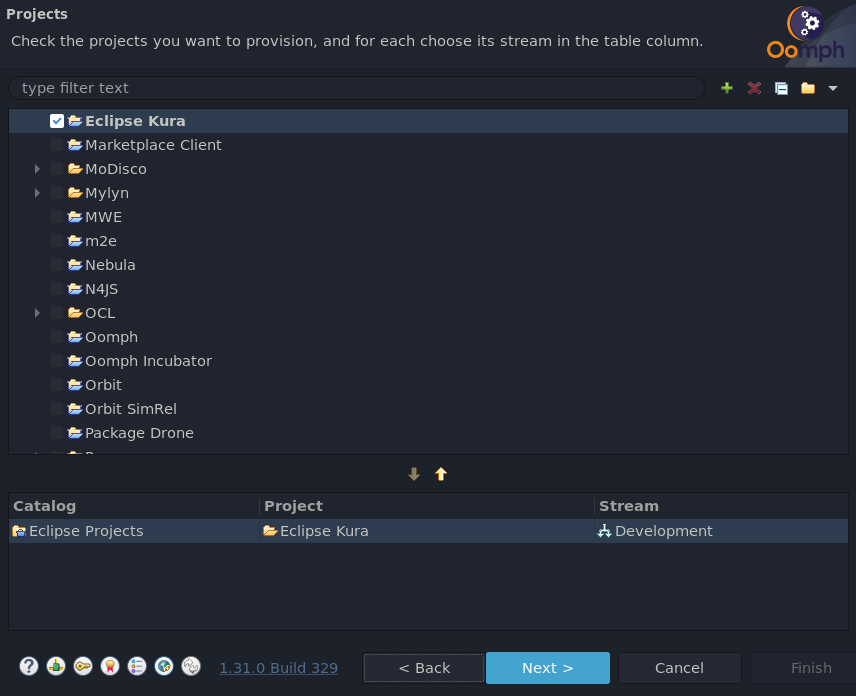 Projects
Check the projects you want to provision, and for each choose its stream in the table column.
Oomph
type filter text
Eclipse Kura
Marketplace Client
MoDisco
Mylyn
MWE
m2e
Nebula
N4JS
OCL
Oomph
Oomph Incubator
Orbit
Orbit SimRel
Package Drone
Catalog Project Stream
Eclipse Projects Eclipse Kura Development
1.31.0 Build 329 < Back Next > Cancel Finish